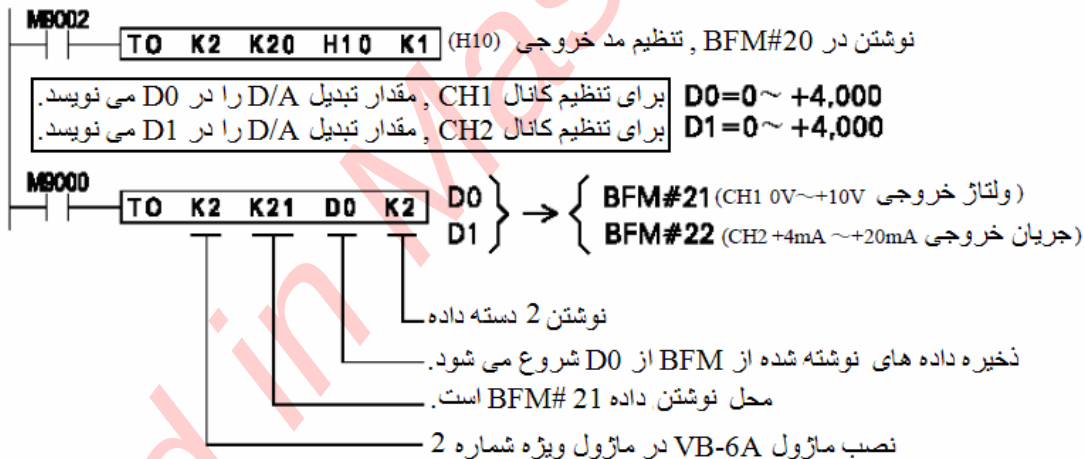 M9002
TO K2 K20 H10 K1 نوشتن در BFM#20 , تنظیم مد خروجی (H10)
برای تنظیم کانال CH1 , مقدار تبدیل D/A را در D0 می نویسد. D0=0~ +4,000
برای تنظیم کانال CH2 , مقدار تبدیل D/A را در D1 می نویسد. D1=0~ +4,000
M9000
TO K2 K21 D0 K2
D0 → BFM#21 (CH1 0V~+10V ولتاژ خروجی)
D1 BFM#22 (CH2 +4mA ~+20mA جریان خروجی)
نوشتن 2 دسته داده
ذخیره داده های نوشته شده از BFM از D0 شروع می شود.
محل نوشتن داده BFM# 21 است.
نصب ماژول VB-6A در ماژول ویژه شماره 2
d in Mas